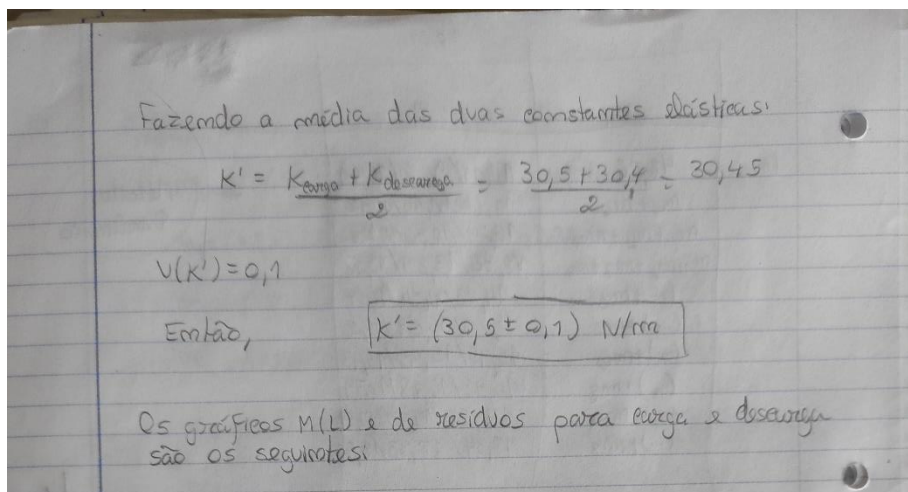 Fazendo a média das duas constantes elásticas:
K' = (Kcarga + Kdescarga)/2 = (30,5 + 30,4)/2 = 30,45
U(K') = 0,1
Então, K' = (30,5 ± 0,1) N/m
Os gráficos M(L) e de resíduos para carga e descarga
são os seguintes: